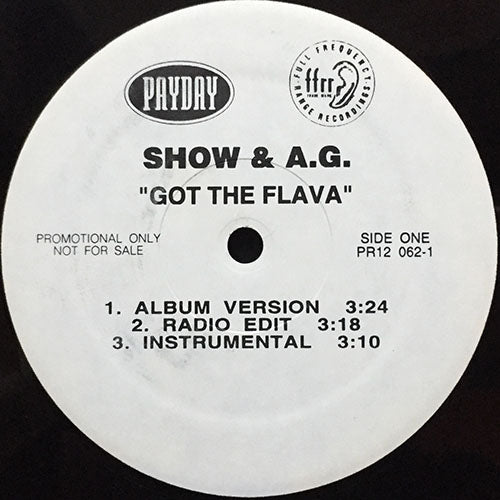 PAYDAY
FULL FREQUENCY
ffrr
RANGE RECORDINGS
SHOW & A.G.
"GOT THE FLAVA"
PROMOTIONAL ONLY
NOT FOR SALE
SIDE ONE
PR12 062-1
1. ALBUM VERSION 3:24
2. RADIO EDIT 3:18
3. INSTRUMENTAL 3:10